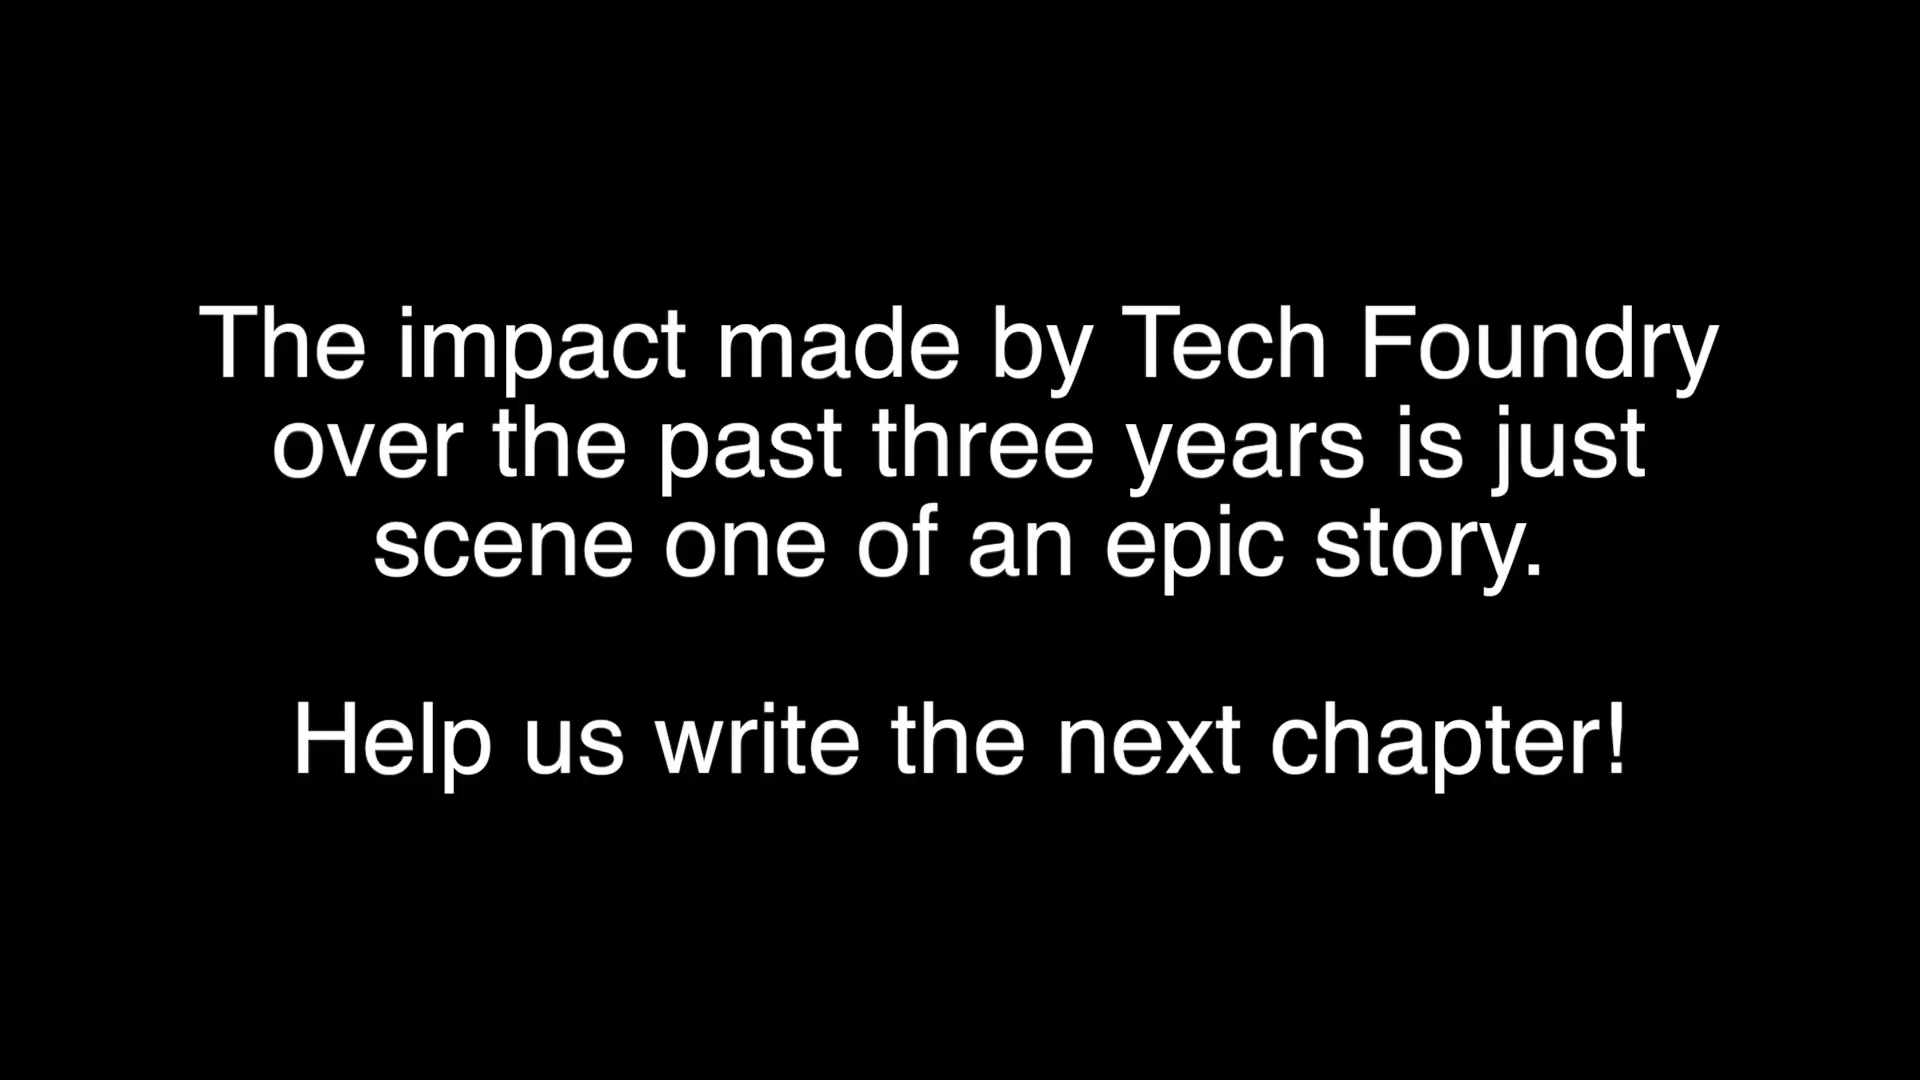 The impact made by Tech Foundry
over the past three years is just
scene one of an epic story.
Help us write the next chapter!